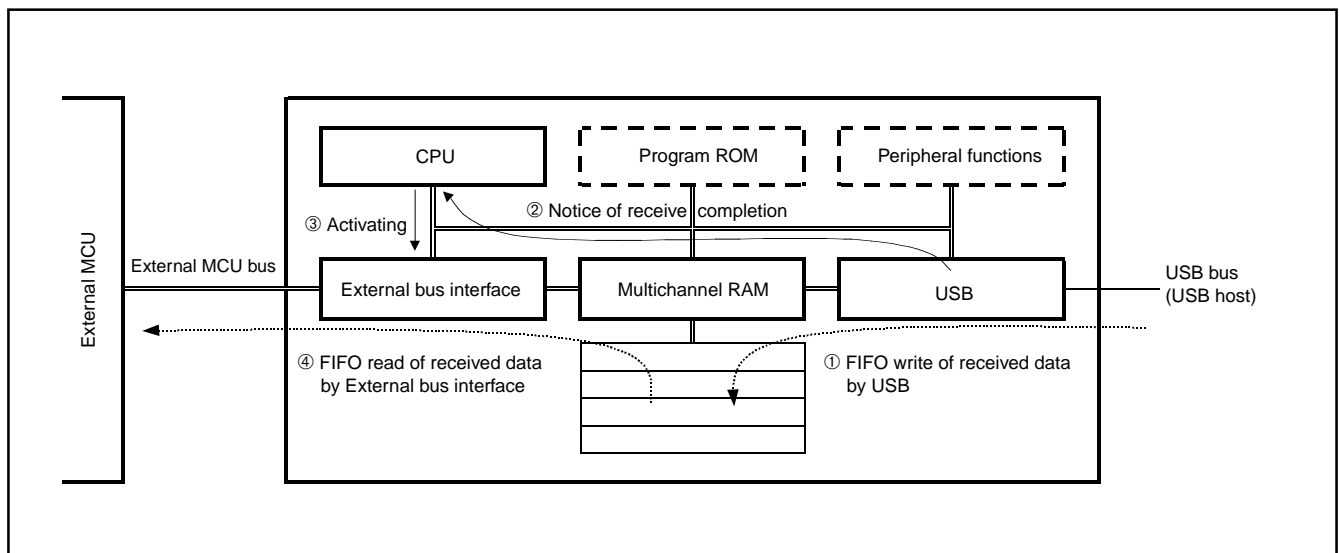 CPU
Program ROM
Peripheral functions
② Notice of receive completion
③ Activating
External MCU
External MCU bus
External bus interface
Multichannel RAM
USB
USB bus
(USB host)
④ FIFO read of received data
by External bus interface
① FIFO write of received data
by USB